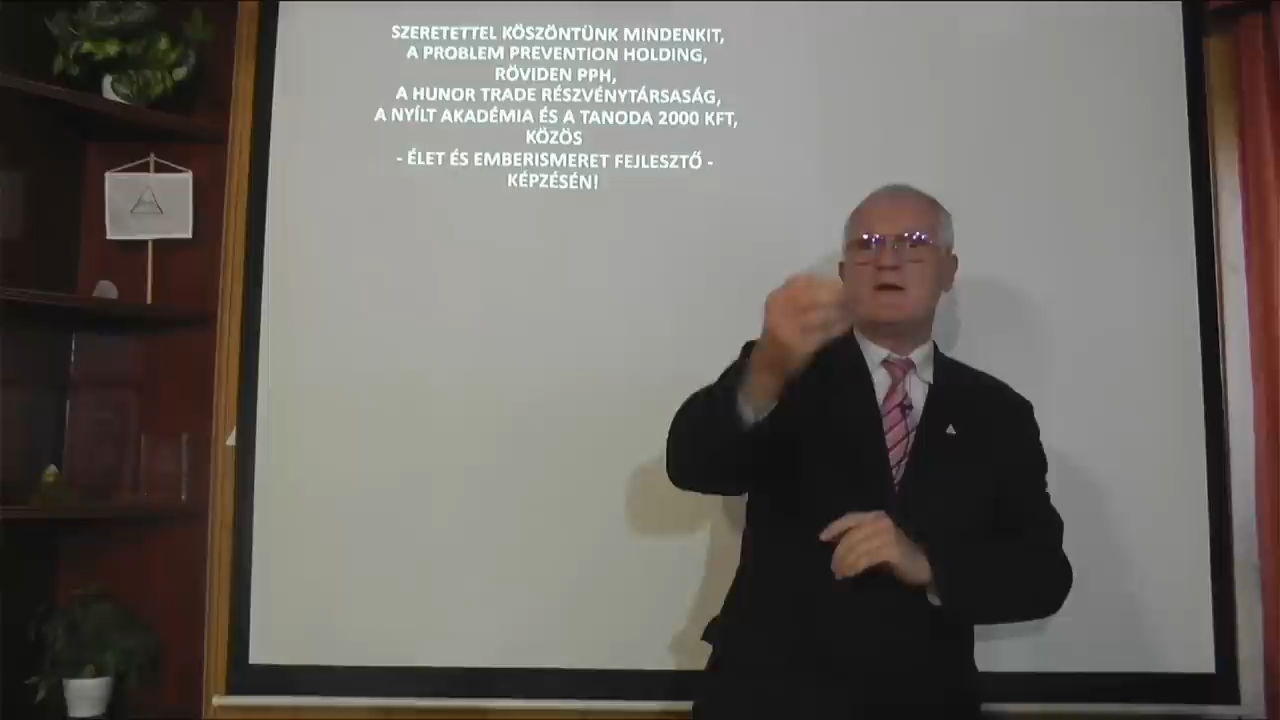 SZERETETTEL KÖSZÖNTÜNK MINDENKIT,
A PROBLEM PREVENTION HOLDING,
RÖVIDEN PPH,
A HUNOR TRADE RÉSZVÉNYTÁRSASÁG,
A NYÍLT AKADÉMIA ÉS A TANODA 2000 KFT,
KÖZÖS
- ÉLET ÉS EMBERISMERET FEJLESZTŐ -
KÉPZÉSÉN!